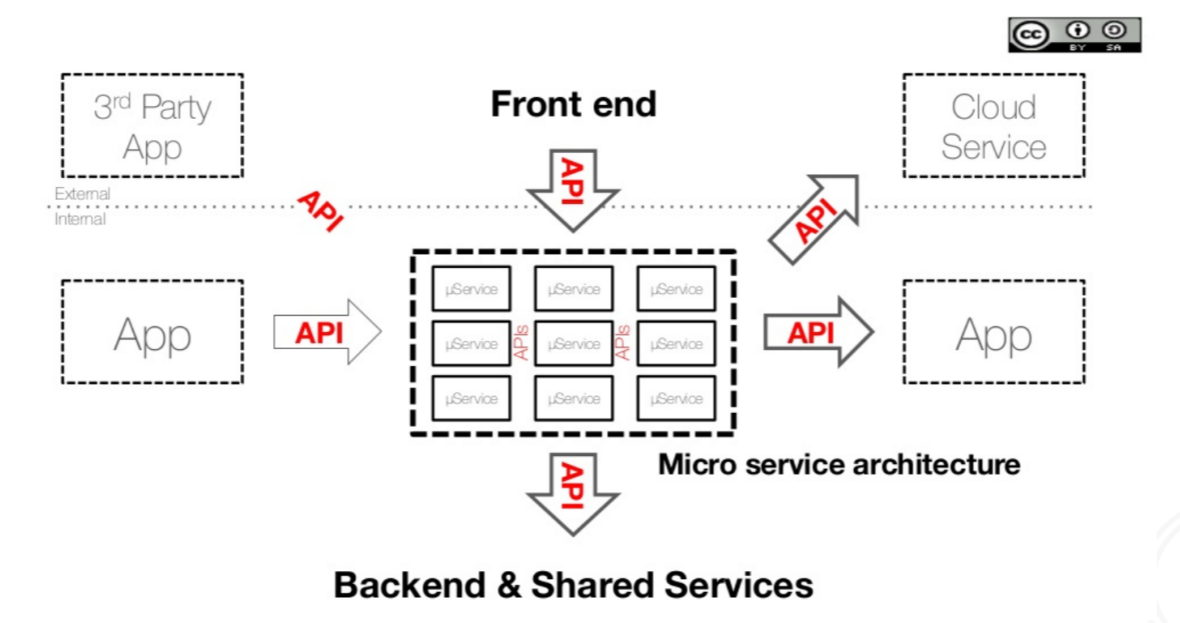 cc BY SA
3rd Party
App
Front end
Cloud
Service
External
Internal
API
API
API
App
API
µService
µService
µService
µService
APIs
µService
APIs
µService
µService
µService
µService
API
App
API
Micro service architecture
Backend & Shared Services